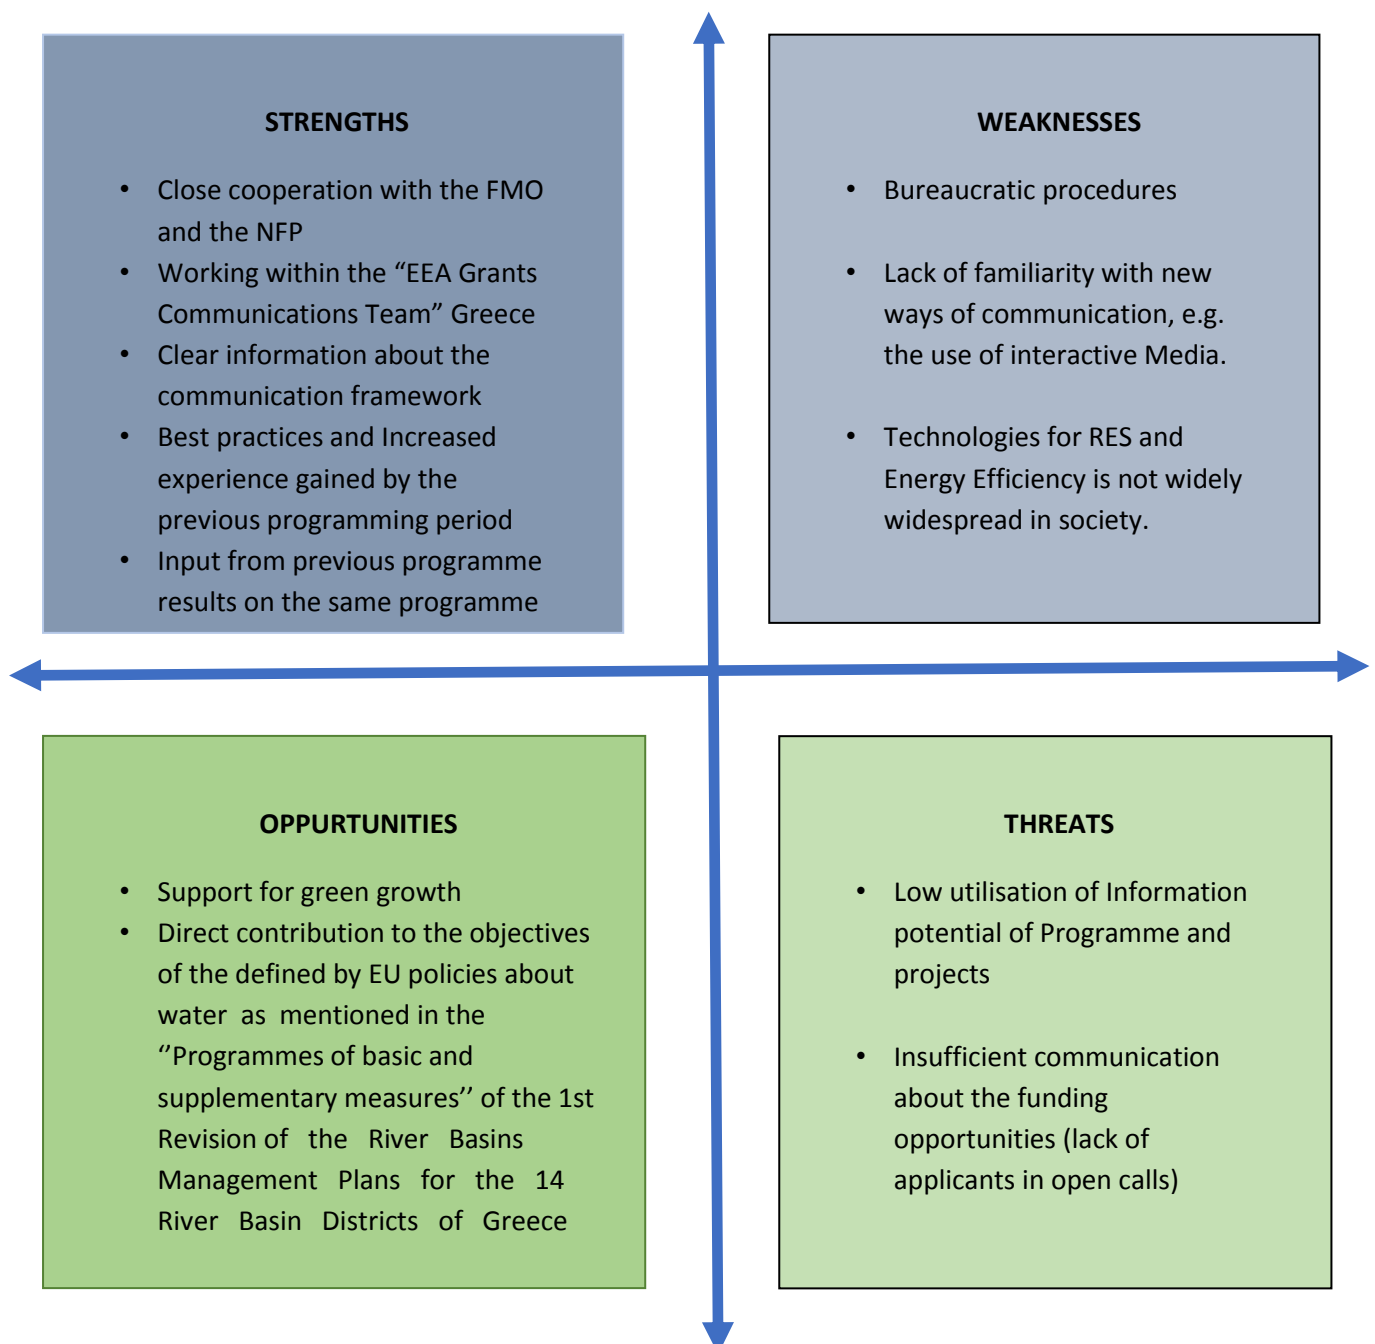 STRENGTHS
• Close cooperation with the FMO
and the NFP
• Working within the “EEA Grants
Communications Team” Greece
• Clear information about the
communication framework
• Best practices and Increased
experience gained by the
previous programming period
• Input from previous programme
results on the same programme
WEAKNESSES
• Bureaucratic procedures
• Lack of familiarity with new
ways of communication, e.g.
the use of interactive Media.
• Technologies for RES and
Energy Efficiency is not widely
widespread in society.
OPPURTUNITIES
• Support for green growth
• Direct contribution to the objectives
of the defined by EU policies about
water as mentioned in the
‘’Programmes of basic and
supplementary measures’’ of the 1st
Revision of the River Basins
Management Plans for the 14
River Basin Districts of Greece
THREATS
• Low utilisation of Information
potential of Programme and
projects
• Insufficient communication
about the funding
opportunities (lack of
applicants in open calls)